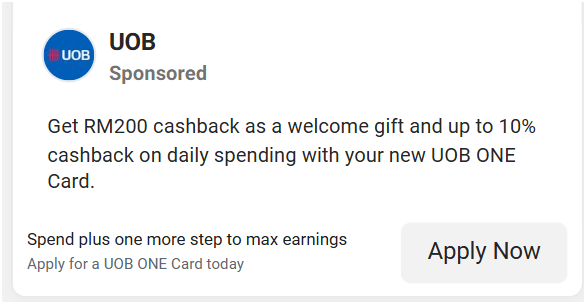 UOB
UOB
Sponsored
Get RM200 cashback as a welcome gift and up to 10%
cashback on daily spending with your new UOB ONE
Card.
Spend plus one more step to max earnings
Apply for a UOB ONE Card today
Apply Now